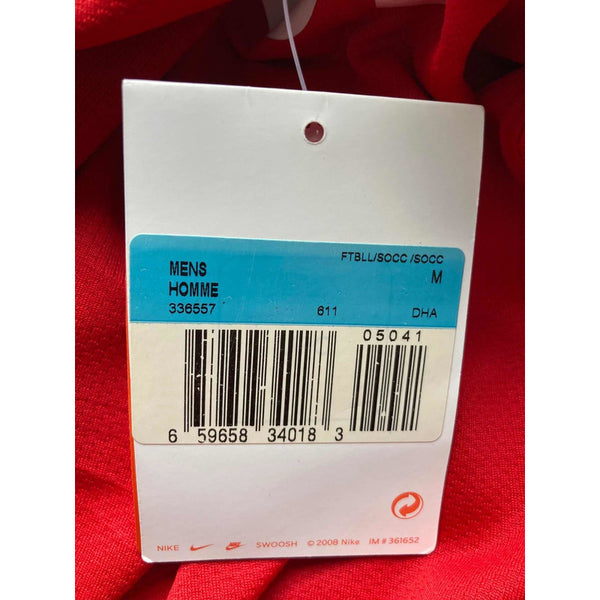 FTBLL/SOCC /SOCC
MENS M
HOMME
336557 611 DHA
05041
6 59658 34018 3
NIKE SWOOSH © 2008 Nike IM # 361652